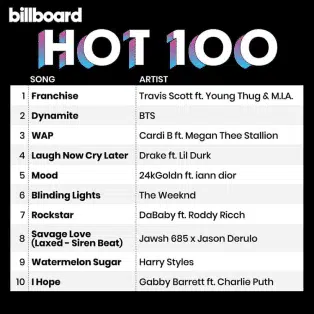 billboard
HOT 100
SONG ARTIST
1 Franchise Travis Scott ft. Young Thug & M.I.A.
2 Dynamite BTS
3 WAP Cardi B ft. Megan Thee Stallion
4 Laugh Now Cry Later Drake ft. Lil Durk
5 Mood 24kGoldn ft. iann dior
6 Blinding Lights The Weeknd
7 Rockstar DaBaby ft. Roddy Ricch
8 Savage Love
(Laxed - Siren Beat) Jawsh 685 x Jason Derulo
9 Watermelon Sugar Harry Styles
10 I Hope Gabby Barrett ft. Charlie Puth